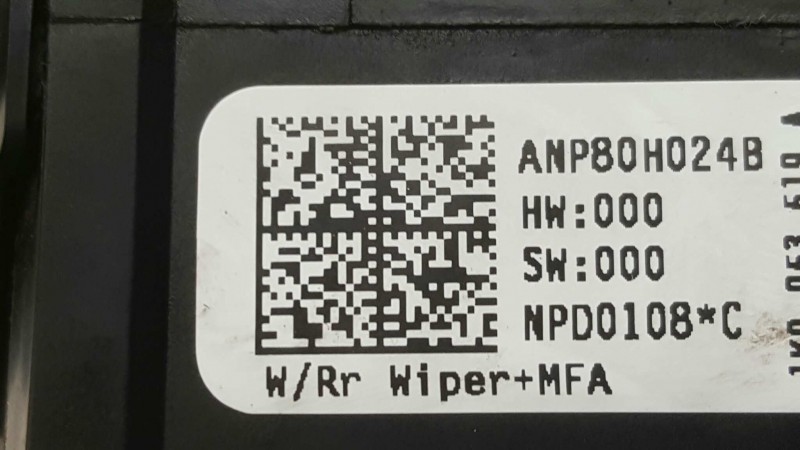 ANP80H024B
HW:000
SW:000
NPD0108*C
W/Rr Wiper+MFA